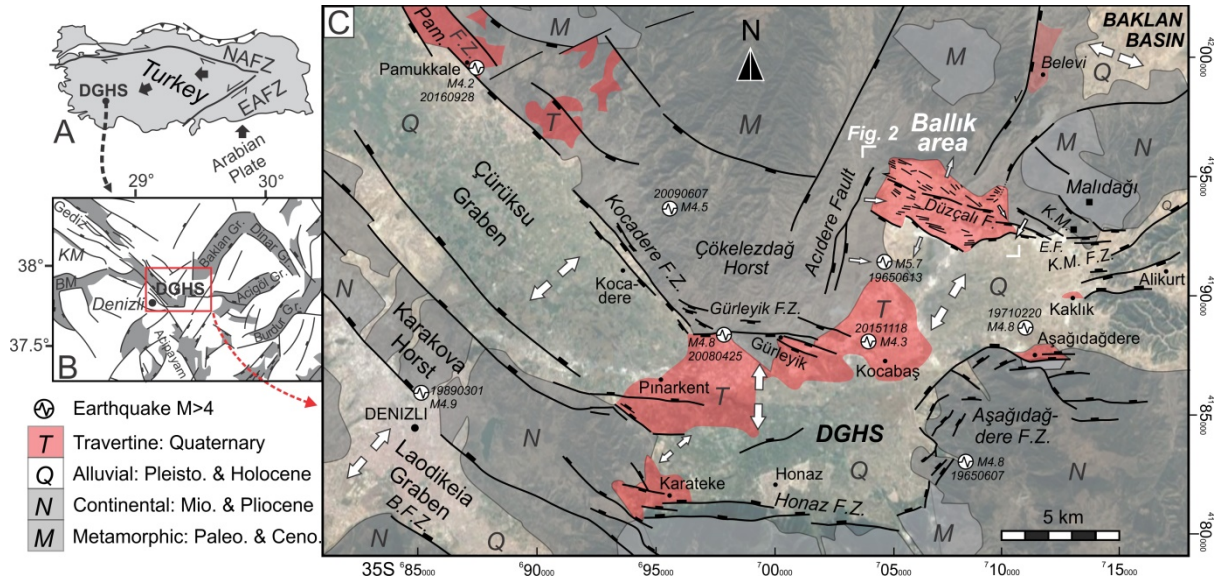 A
NAFZ
Turkey
DGHS
EAFZ
Arabian
Plate
29°
30°
B
38°
37.5°
Gediz
KM
BM
Denizli
DGHS
Baklan Gr.
Dinar Gr.
Acıgöl Gr.
Burdur Gr.
Acıpayam
Earthquake M>4
T Travertine: Quaternary
Q Alluvial: Pleisto. & Holocene
N Continental: Mio. & Pliocene
M Metamorphic: Paleo. & Ceno.
C
Pam. F.Z.
Pamukkale
M4.2
20160928
M
N
BAKLAN
BASIN
Q
Belevi
M
Q
T
M
Fig. 2
Ballık
area
M
Malıdağı
Çürüksu
Graben
Kocadere F.Z.
20090607
M4.5
Acıdere Fault
Düzçalı F.
K.M.
E.F.
K.M. F.Z.
Q
Alikurt
Çökelezdağ
Horst
M5.7
19650613
Q
Koca-
dere
N
Gürleyik F.Z.
T
Kaklık
Karakova
Horst
M4.8
20080425
Gürleyik
20151118
M4.3
Kocabaş
19710220
M4.8
Aşağıdağdere
Pınarkent
T
19890301
M4.9
DENIZLI
N
DGHS
Aşağıdağ-
dere F.Z.
N
Laodikeia
Graben
B.F.Z.
Karateke
Honaz
Q
Honaz F.Z.
M4.8
19650607
N
Q
M
5 km
35S
⁶85⁰⁰⁰
⁶90⁰⁰⁰
⁶95⁰⁰⁰
⁷00⁰⁰⁰
⁷05⁰⁰⁰
⁷10⁰⁰⁰
⁷15⁰⁰⁰
⁴²00⁰⁰⁰
⁴¹95⁰⁰⁰
⁴¹90⁰⁰⁰
⁴¹85⁰⁰⁰
⁴¹80⁰⁰⁰